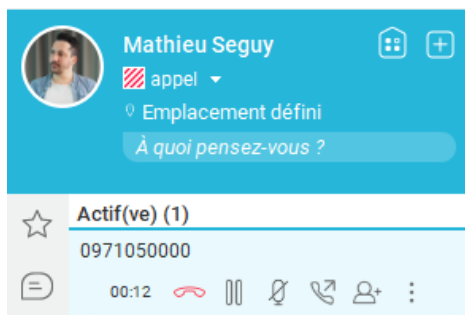 Mathieu Seguy
appel
Emplacement défini
À quoi pensez-vous ?
Actif(ve) (1)
0971050000
00:12